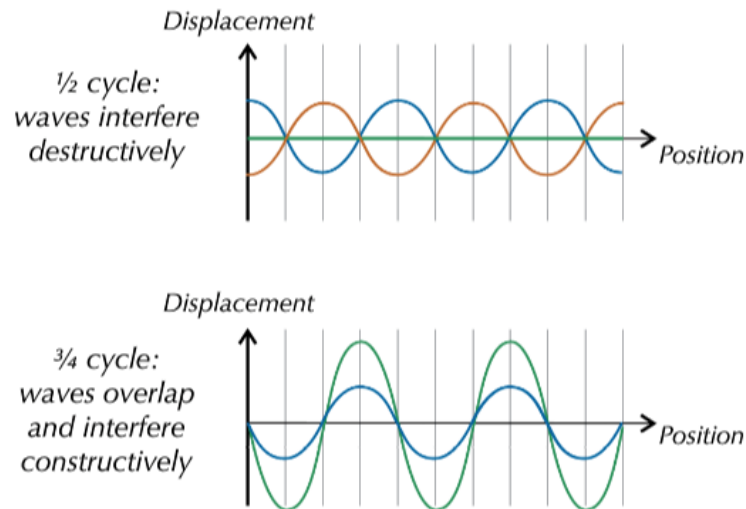 Displacement
½ cycle:
waves interfere
destructively
Position
Displacement
¾ cycle:
waves overlap
and interfere
constructively
Position